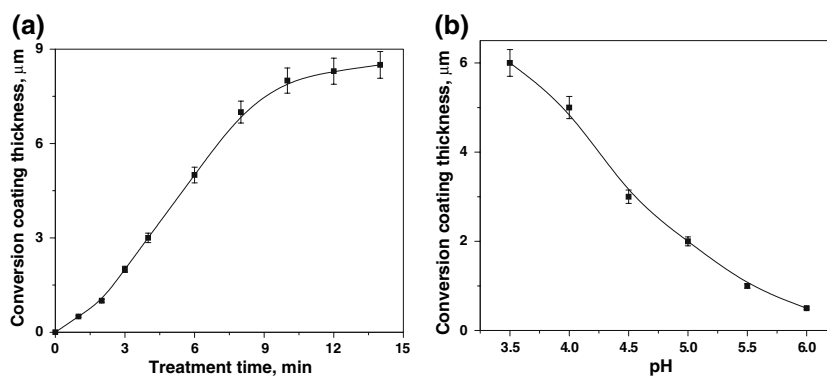 (a)
Conversion coating thickness, μm
9
6
3
0
0 3 6 9 12 15
Treatment time, min
(b)
Conversion coating thickness, μm
6
4
2
0
3.5 4.0 4.5 5.0 5.5 6.0
pH